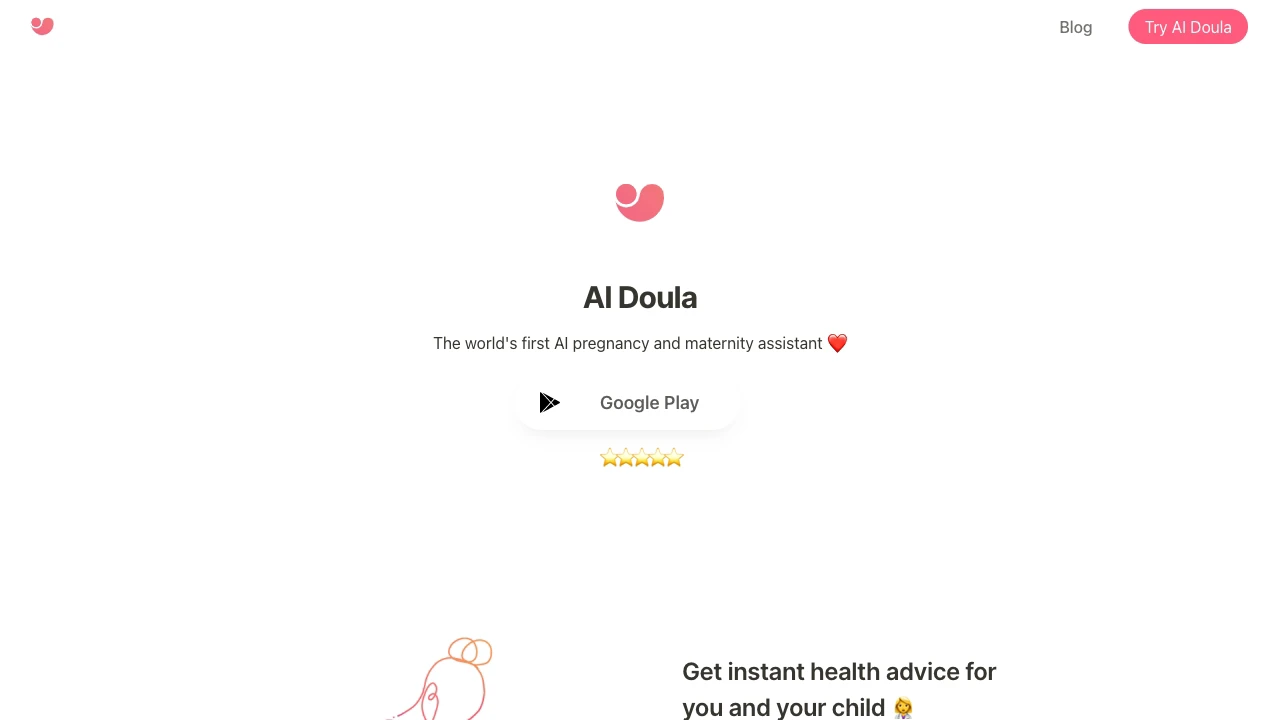 Blog
Try AI Doula
AI Doula
The world's first AI pregnancy and maternity assistant ❤️
Google Play
⭐⭐⭐⭐⭐
Get instant health advice for
you and your child 👩‍⚕️